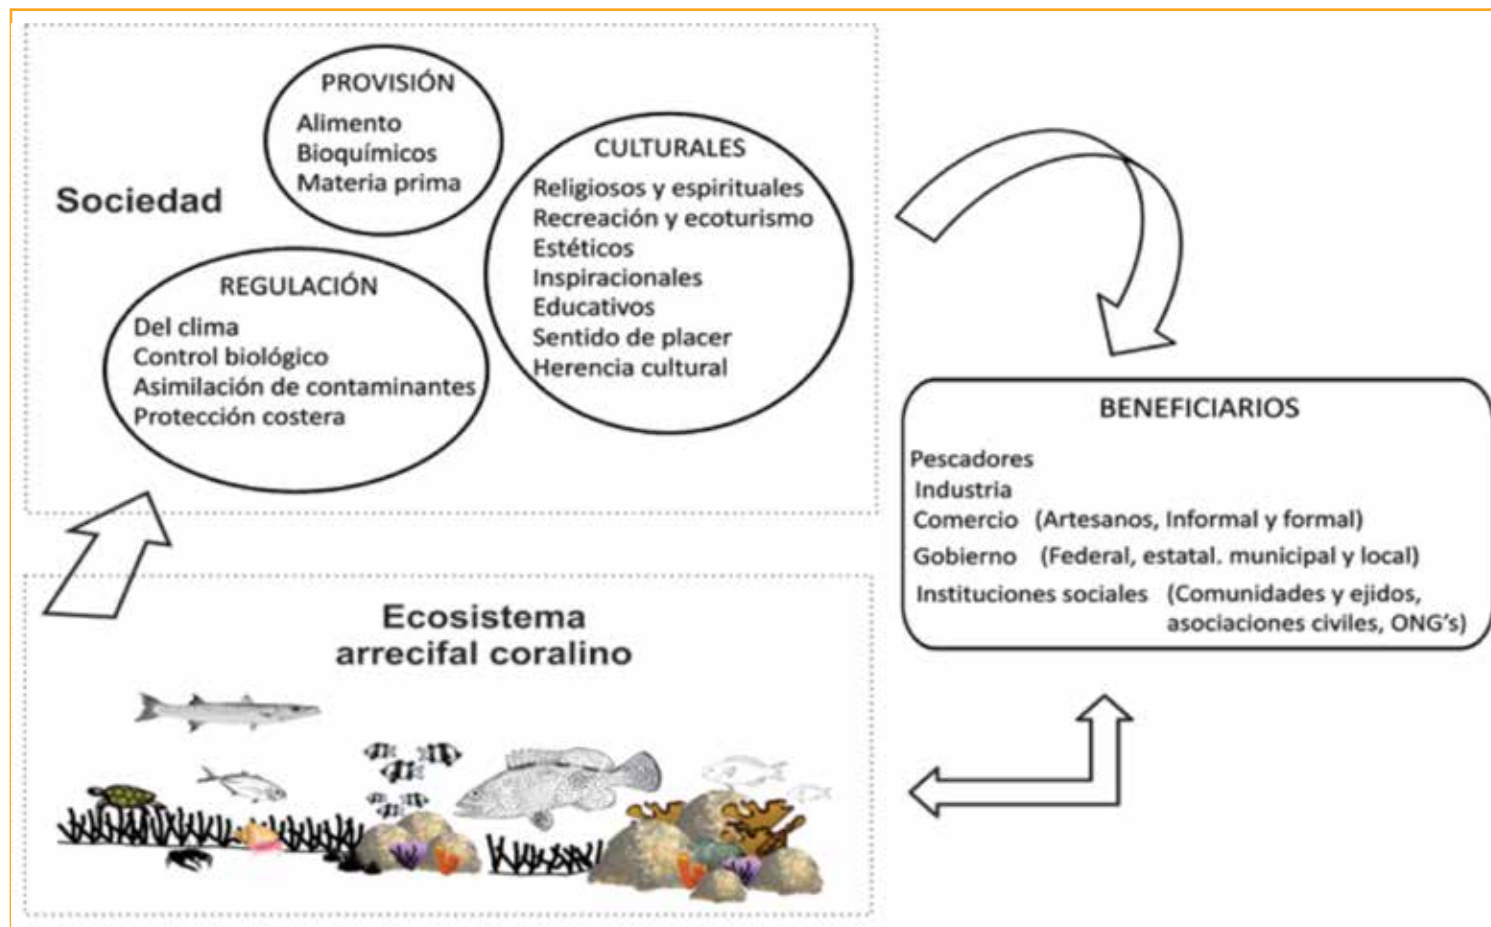 PROVISIÓN
Alimento
Bioquímicos
Materia prima
Sociedad
CULTURALES
Religiosos y espirituales
Recreación y ecoturismo
Estéticos
Inspiracionales
Educativos
Sentido de placer
Herencia cultural
REGULACIÓN
Del clima
Control biológico
Asimilación de contaminantes
Protección costera
BENEFICIARIOS
Pescadores
Industria
Comercio (Artesanos, Informal y formal)
Gobierno (Federal, estatal. municipal y local)
Instituciones sociales (Comunidades y ejidos,
asociaciones civiles, ONG's)
Ecosistema
arrecifal coralino